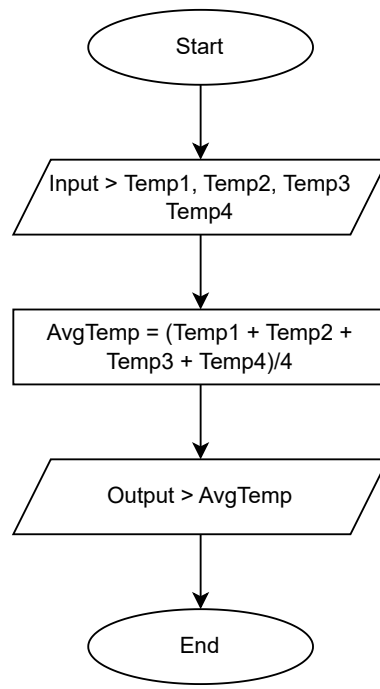 Start
Input > Temp1, Temp2, Temp3
Temp4
AvgTemp = (Temp1 + Temp2 +
Temp3 + Temp4)/4
Output > AvgTemp
End